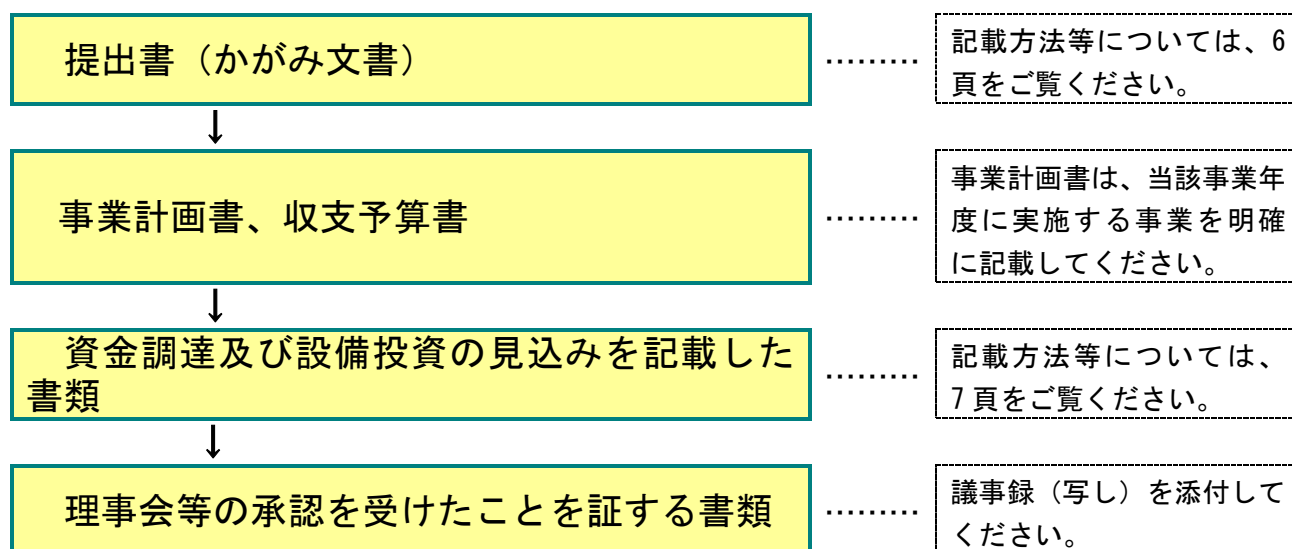 提出書（かがみ文書）
………
記載方法等については、6
頁をご覧ください。
↓
事業計画書、収支予算書
………
事業計画書は、当該事業年
度に実施する事業を明確
に記載してください。
↓
資金調達及び設備投資の見込みを記載した
書類
………
記載方法等については、
7頁をご覧ください。
↓
理事会等の承認を受けたことを証する書類
………
議事録（写し）を添付して
ください。